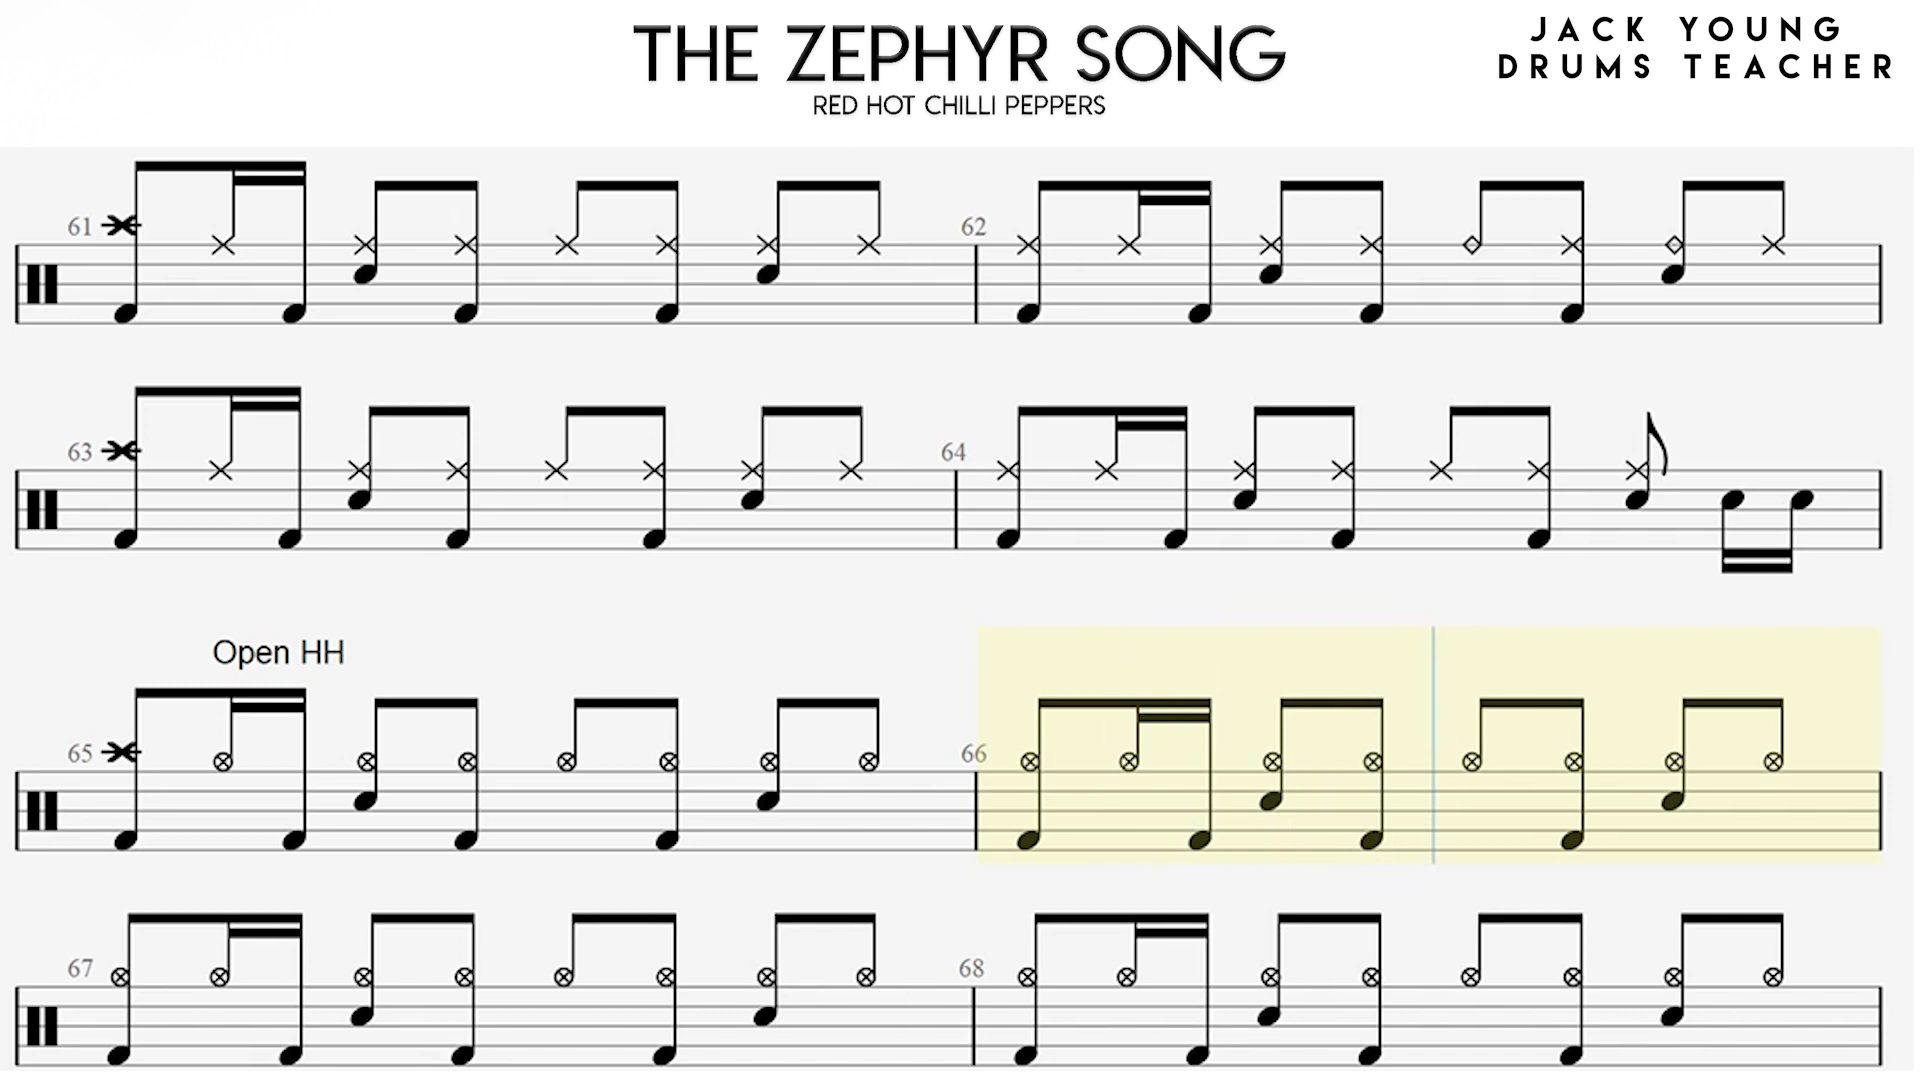 THE ZEPHYR SONG
RED HOT CHILLI PEPPERS
JACK YOUNG
DRUMS TEACHER
61
62
63
64
Open HH
65
66
67
68